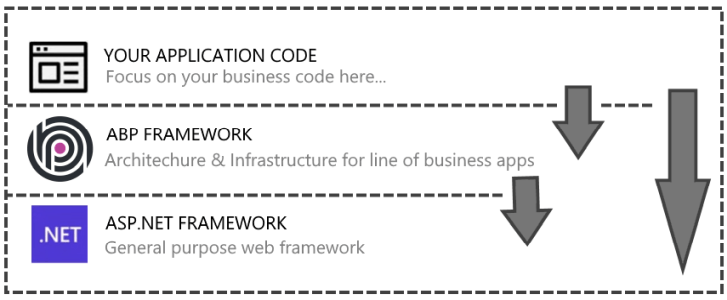 YOUR APPLICATION CODE
Focus on your business code here...
ABP FRAMEWORK
Architechure & Infrastructure for line of business apps
.NET
ASP.NET FRAMEWORK
General purpose web framework